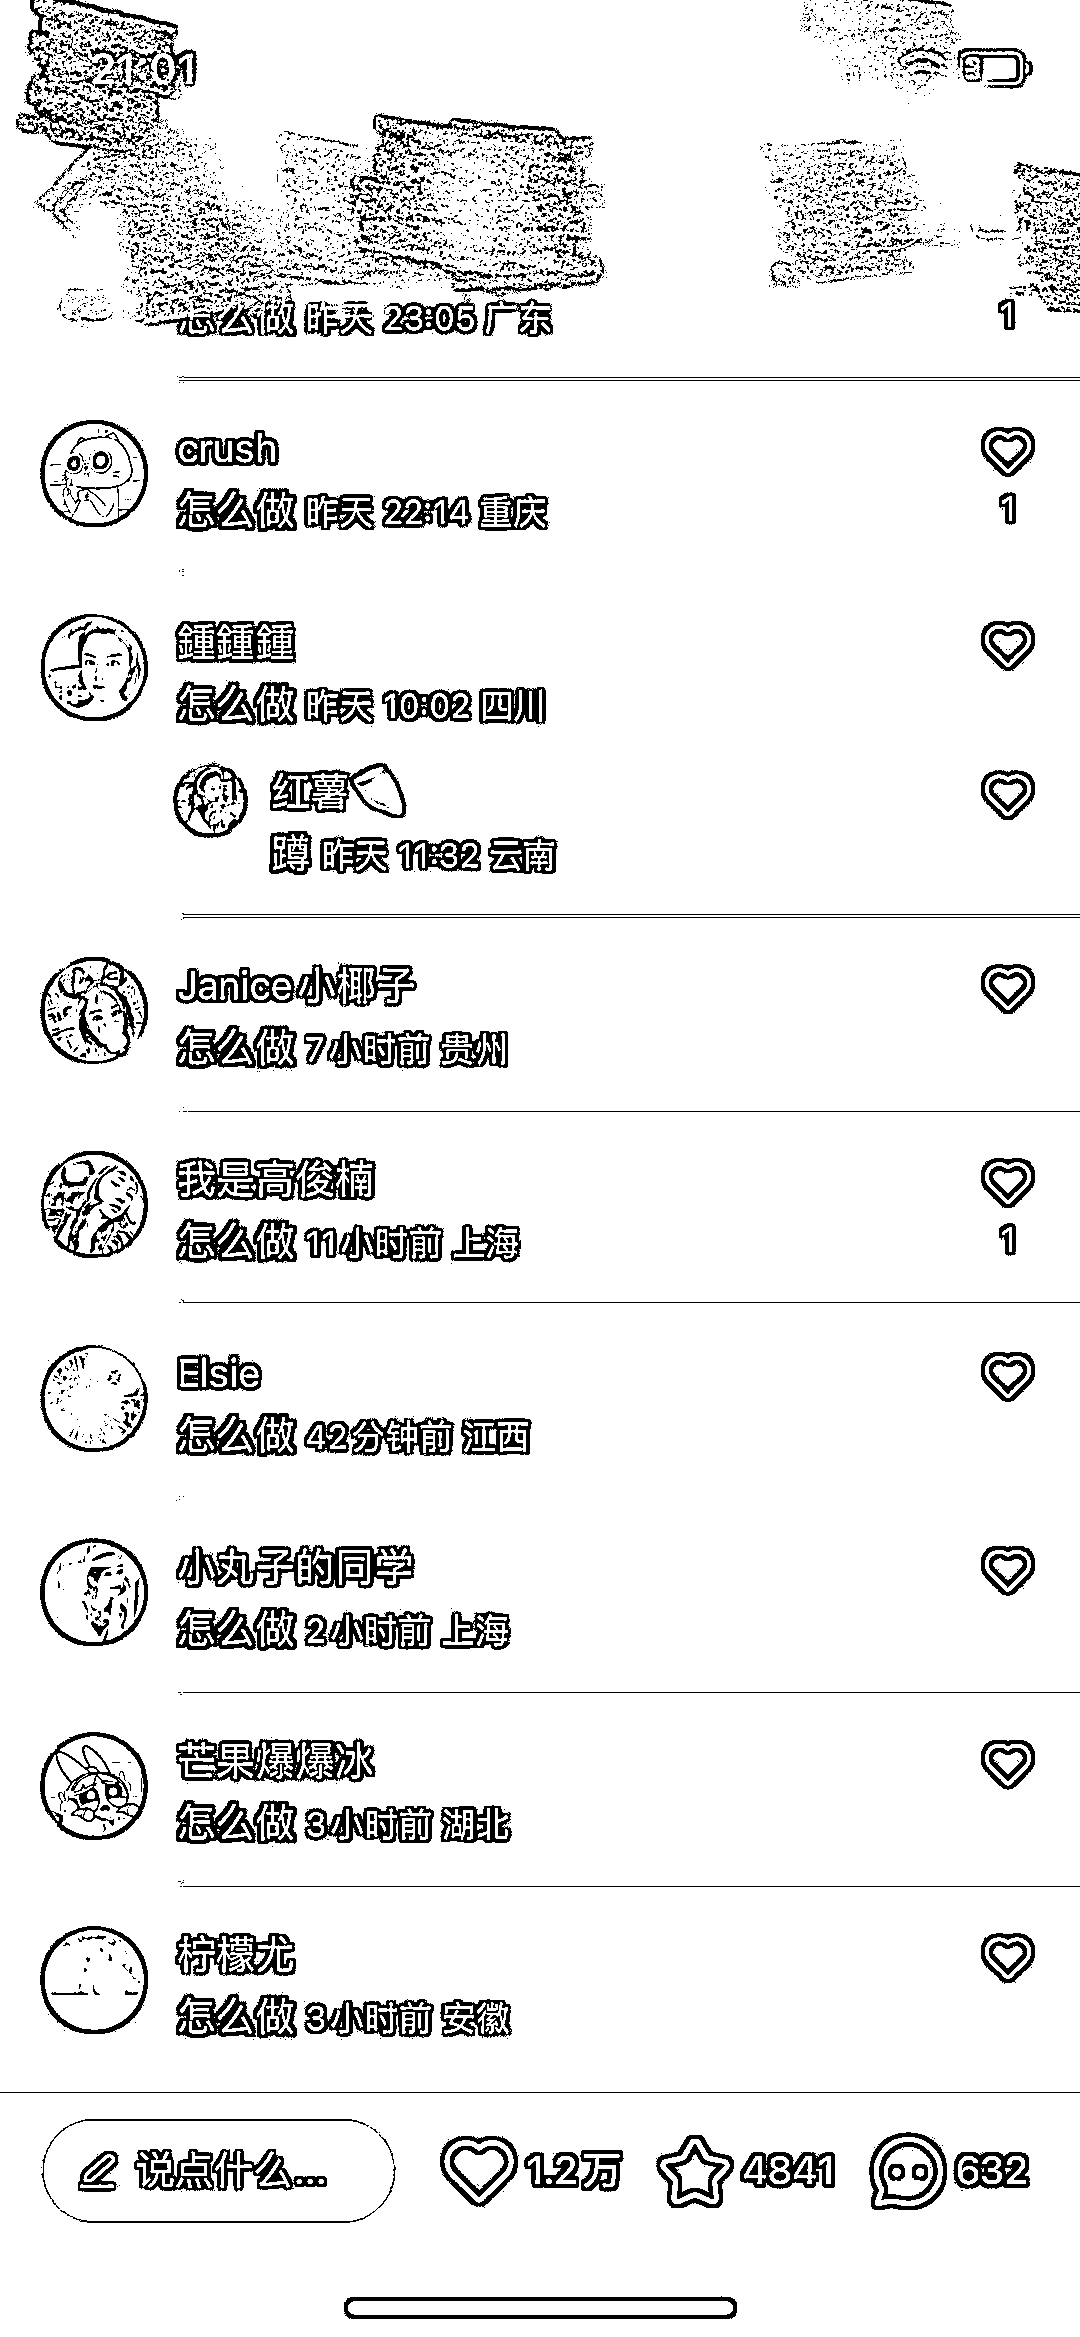 21:01
怎么做 昨天 23:05 广东
1
crush
怎么做 昨天 22:14 重庆
1
鍾鍾鍾
怎么做 昨天 10:02 四川
红薯
蹲 昨天 11:32 云南
Janice小椰子
怎么做 7小时前 贵州
我是高俊楠
怎么做 11小时前 上海
1
Elsie
怎么做 42分钟前 江西
小丸子的同学
怎么做 2小时前 上海
芒果爆爆冰
怎么做 3小时前 湖北
柠檬尤
怎么做 3小时前 安徽
说点什么... 1.2万 4841 632